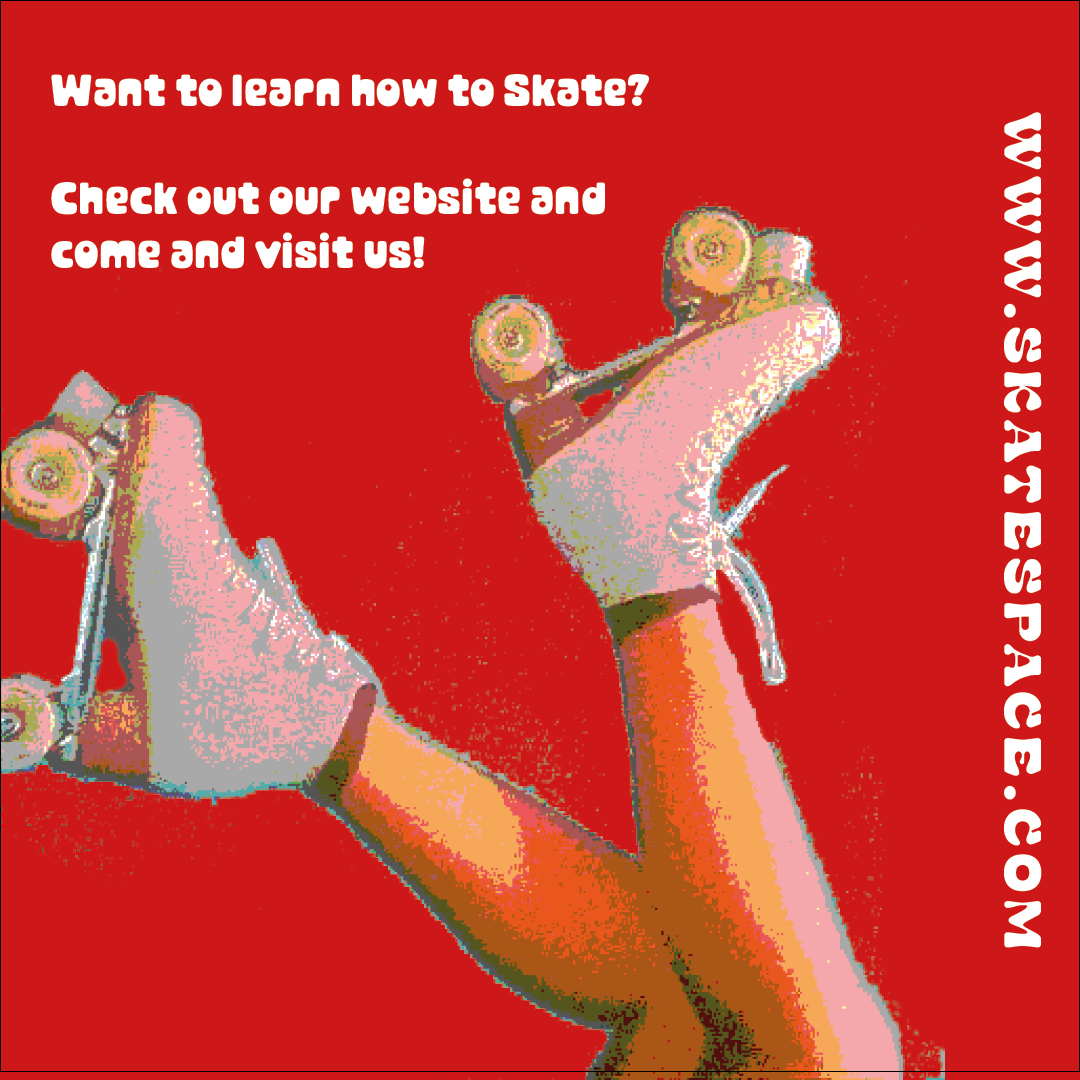 Want to learn how to Skate?
Check out our website and
come and visit us!
WWW.SKATESPACE.COM